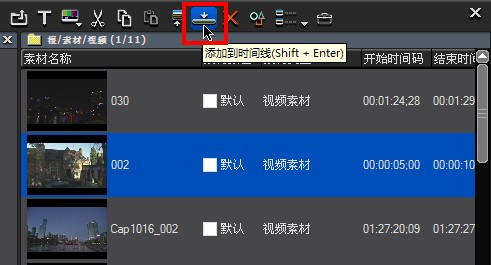 根/素材/视频 (1/11)
添加到时间线(Shift + Enter)
素材名称 开始时间码 结束时间
030 默认 视频素材 00:01:24;28 00:01:29
002 默认 视频素材 00:00:05;00 00:00:10
Cap1016_002 默认 视频素材 01:27:20;09 01:27:27